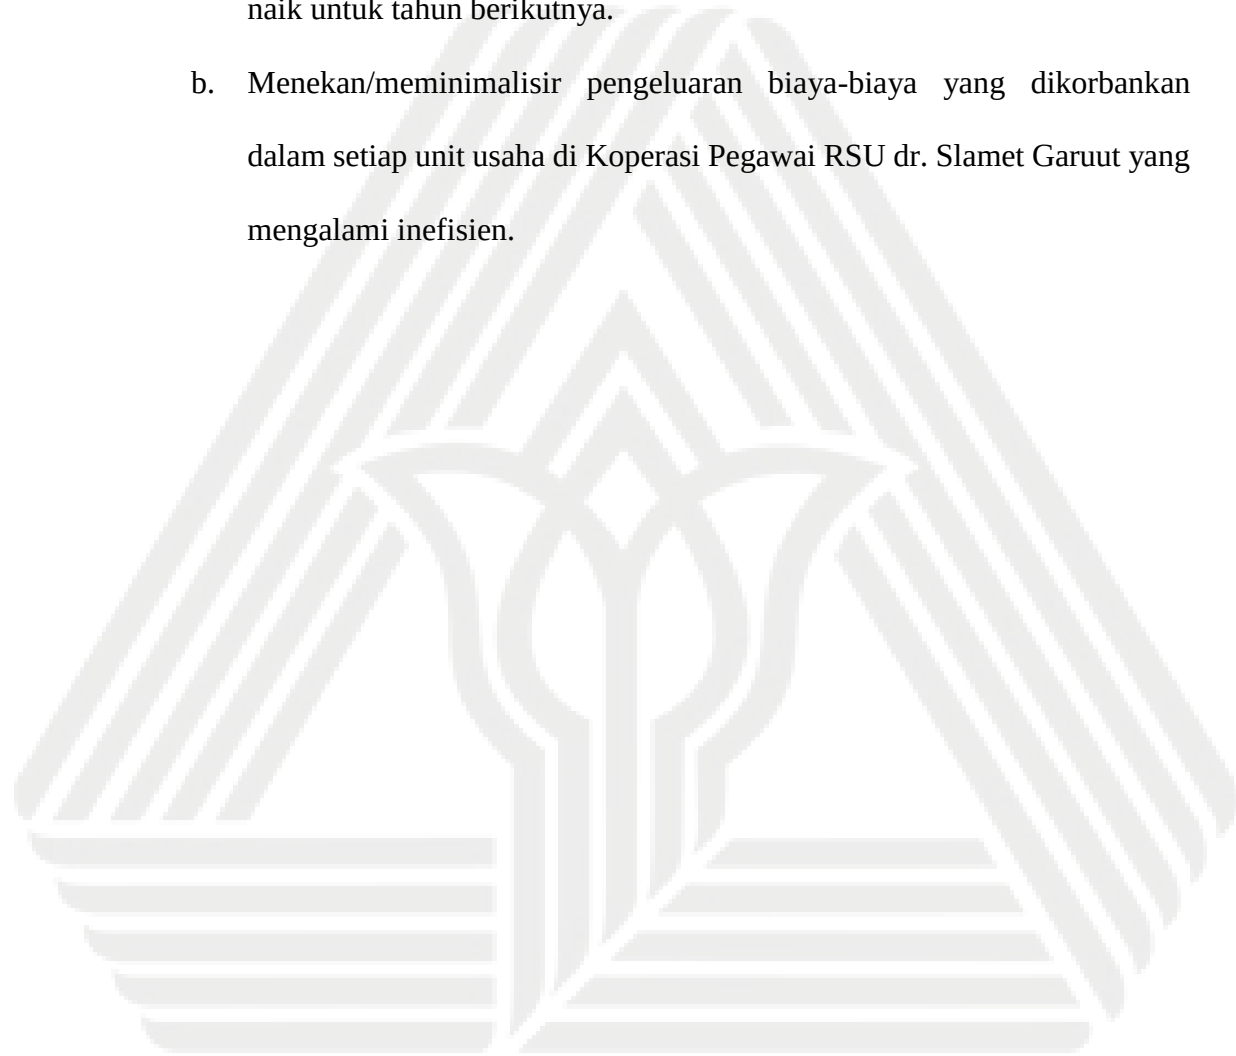 naik untuk tahun berikutnya.
b. Menekan/meminimalisir pengeluaran biaya-biaya yang dikorbankan
dalam setiap unit usaha di Koperasi Pegawai RSU dr. Slamet Garuut yang
mengalami inefisien.